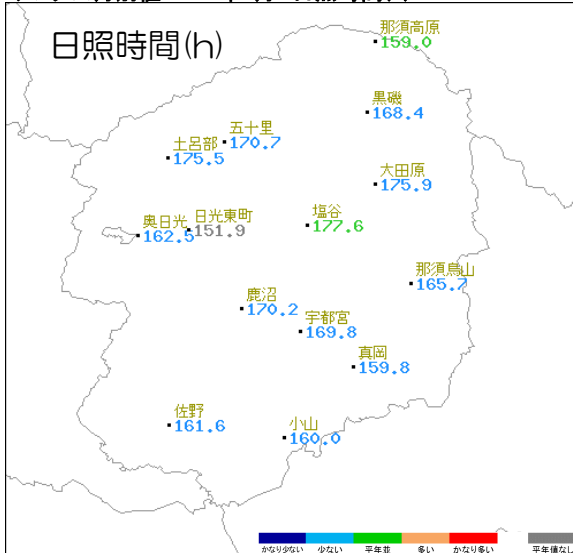 日照時間(h)
那須高原
159.0
黒磯
168.4
五十里
170.7
土呂部
175.5
大田原
175.9
塩谷
177.6
日光東町
151.9
奥日光
162.5
那須烏山
165.7
鹿沼
170.2
宇都宮
169.8
真岡
159.8
佐野
161.6
小山
160.0
かなり少ない 少ない 平年並 多い かなり多い 平年値なし